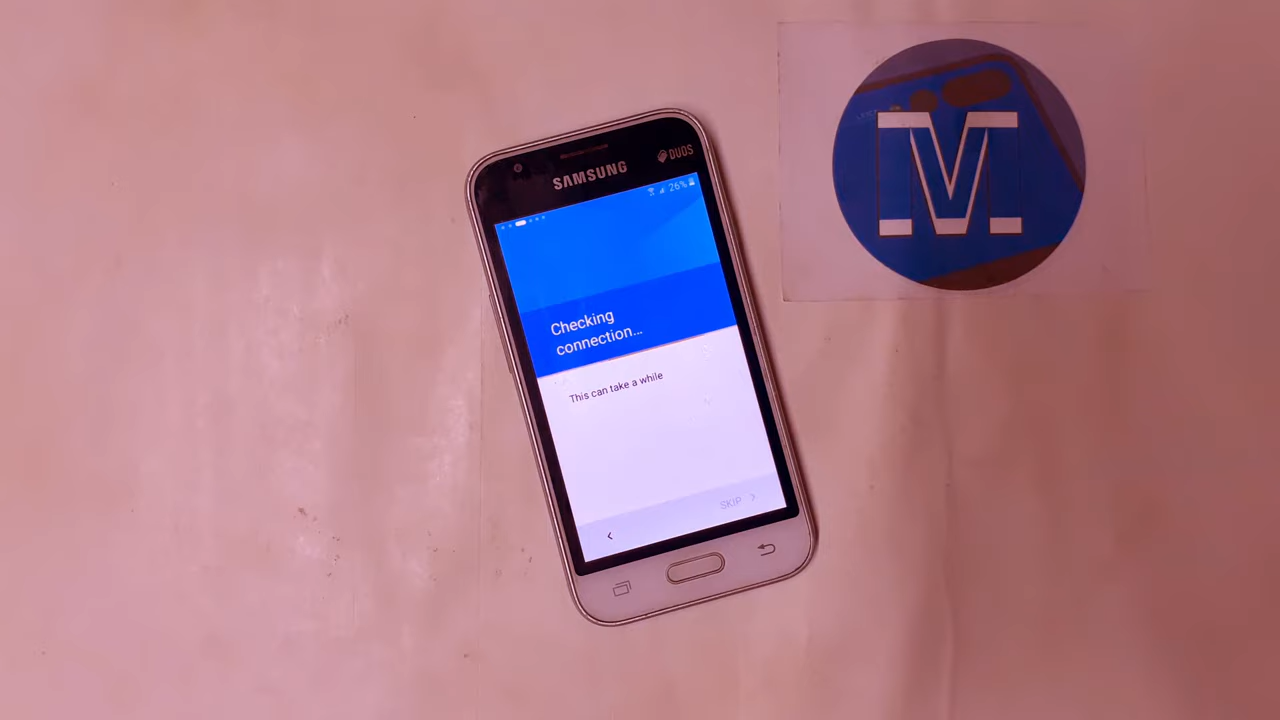 SAMSUNG
DUOS
26%
Checking
connection...
This can take a while
SKIP
M